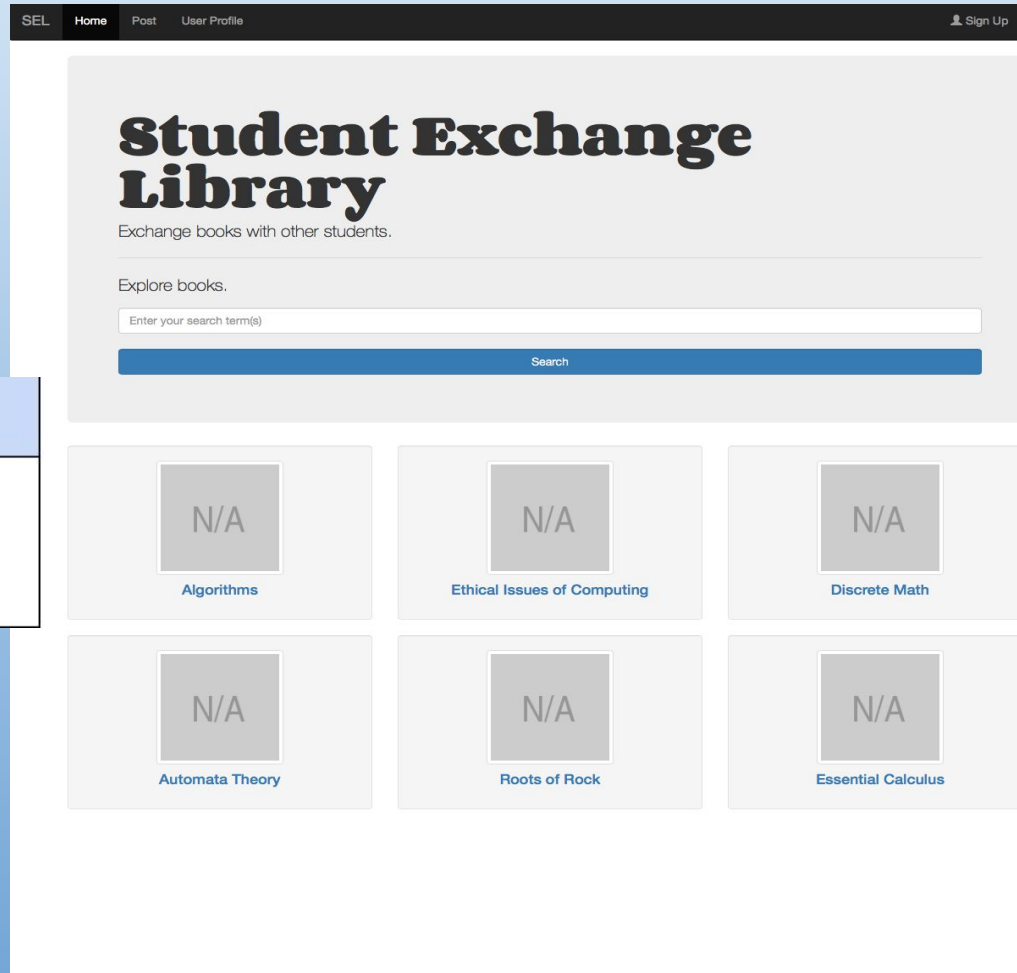 SEL Home Post User Profile Sign Up
Student Exchange
Library
Exchange books with other students.
Explore books.
Enter your search term(s)
Search
N/A N/A N/A
Algorithms Ethical Issues of Computing Discrete Math
N/A N/A N/A
Automata Theory Roots of Rock Essential Calculus